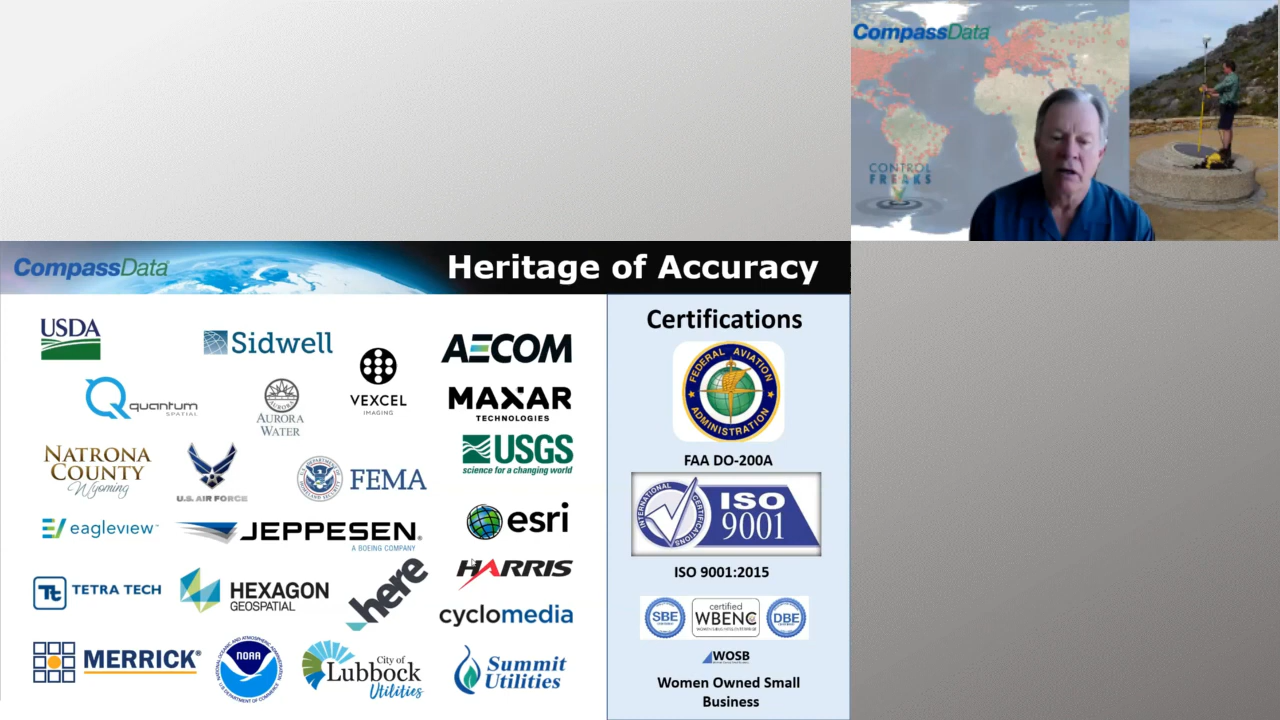 CompassData
CONTROL
FREAKS
CompassData
Heritage of Accuracy
USDA
Sidwell
AECOM
VEXCEL
IMAGING
Quantum
SPATIAL
AURORA
WATER
MAXAR
TECHNOLOGIES
NATRONA
COUNTY
Wyoming
U.S. AIR FORCE
FEMA
USGS
science for a changing world
eagleview
JEPPESEN
A BOEING COMPANY
esri
HARRIS
Tt TETRA TECH
HEXAGON
GEOSPATIAL
here
cyclomedia
MERRICK
NOAA
City of
Lubbock
Utilities
Summit
Utilities
Certifications
FEDERAL AVIATION
ADMINISTRATION
FAA DO-200A
INTERNATIONAL
ISO
9001
ISO 9001:2015
SBE
certified
WBENC
DBE
WOSB
Women Owned Small
Business